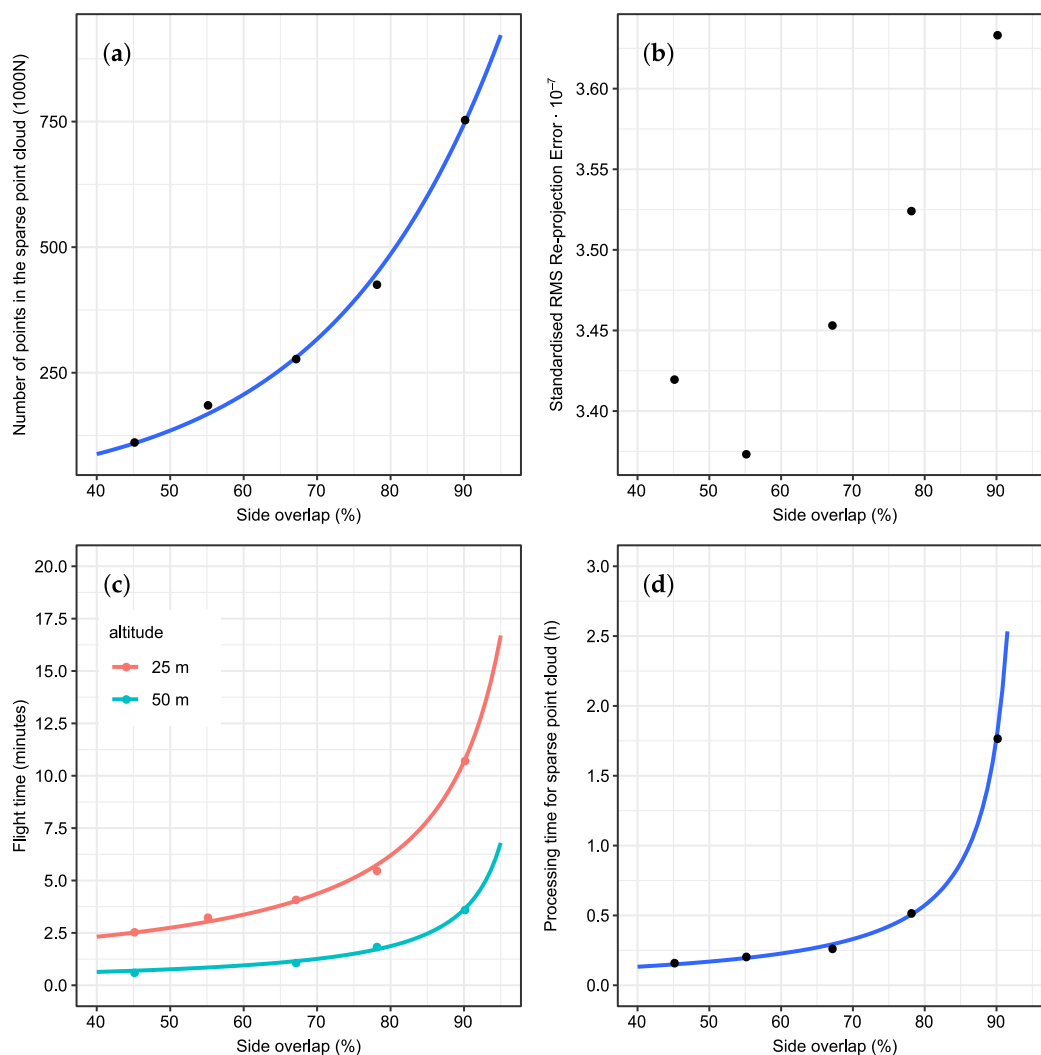 (a)
Number of points in the sparse point cloud (1000N)
750
500
250
40 50 60 70 80 90
Side overlap (%)
(b)
Standardised RMS Re-projection Error · 10⁻⁷
3.60
3.55
3.50
3.45
3.40
40 50 60 70 80 90
Side overlap (%)
(c)
Flight time (minutes)
20.0
17.5
15.0
12.5
10.0
7.5
5.0
2.5
0.0
altitude
25 m
50 m
40 50 60 70 80 90
Side overlap (%)
(d)
Processing time for sparse point cloud (h)
3.0
2.5
2.0
1.5
1.0
0.5
0.0
40 50 60 70 80 90
Side overlap (%)